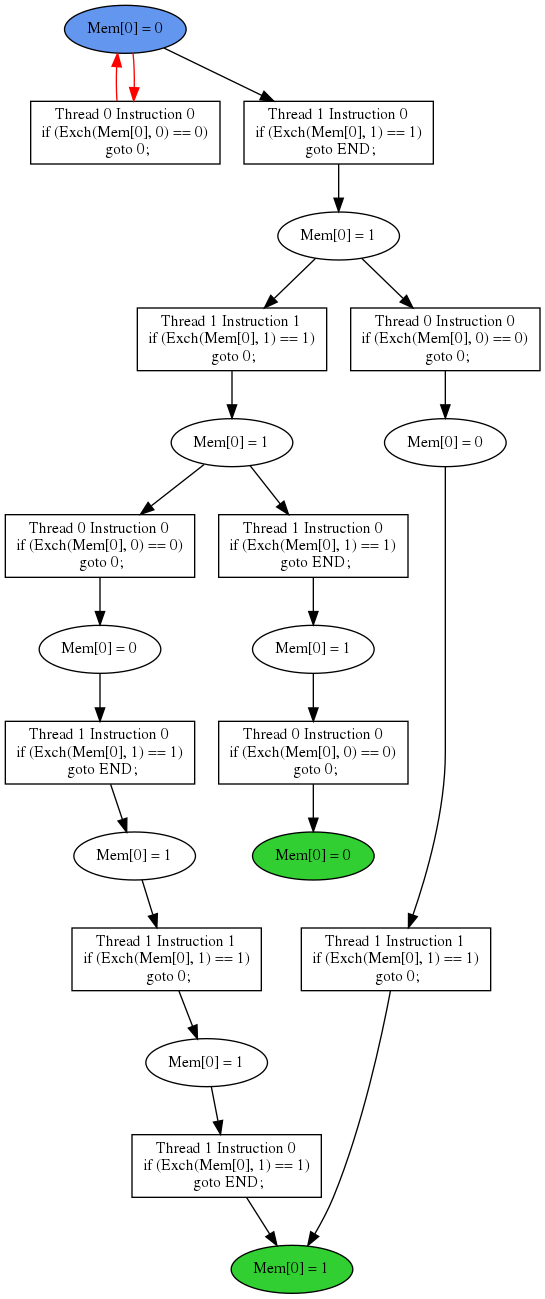 Mem[0] = 0
Thread 0 Instruction 0
if (Exch(Mem[0], 0) == 0)
goto 0;
Thread 1 Instruction 0
if (Exch(Mem[0], 1) == 1)
goto END;
Mem[0] = 1
Thread 1 Instruction 1
if (Exch(Mem[0], 1) == 1)
goto 0;
Thread 0 Instruction 0
if (Exch(Mem[0], 0) == 0)
goto 0;
Mem[0] = 1
Mem[0] = 0
Thread 0 Instruction 0
if (Exch(Mem[0], 0) == 0)
goto 0;
Thread 1 Instruction 0
if (Exch(Mem[0], 1) == 1)
goto END;
Mem[0] = 0
Mem[0] = 1
Thread 1 Instruction 0
if (Exch(Mem[0], 1) == 1)
goto END;
Thread 0 Instruction 0
if (Exch(Mem[0], 0) == 0)
goto 0;
Mem[0] = 1
Mem[0] = 0
Thread 1 Instruction 1
if (Exch(Mem[0], 1) == 1)
goto 0;
Thread 1 Instruction 1
if (Exch(Mem[0], 1) == 1)
goto 0;
Mem[0] = 1
Thread 1 Instruction 0
if (Exch(Mem[0], 1) == 1)
goto END;
Mem[0] = 1